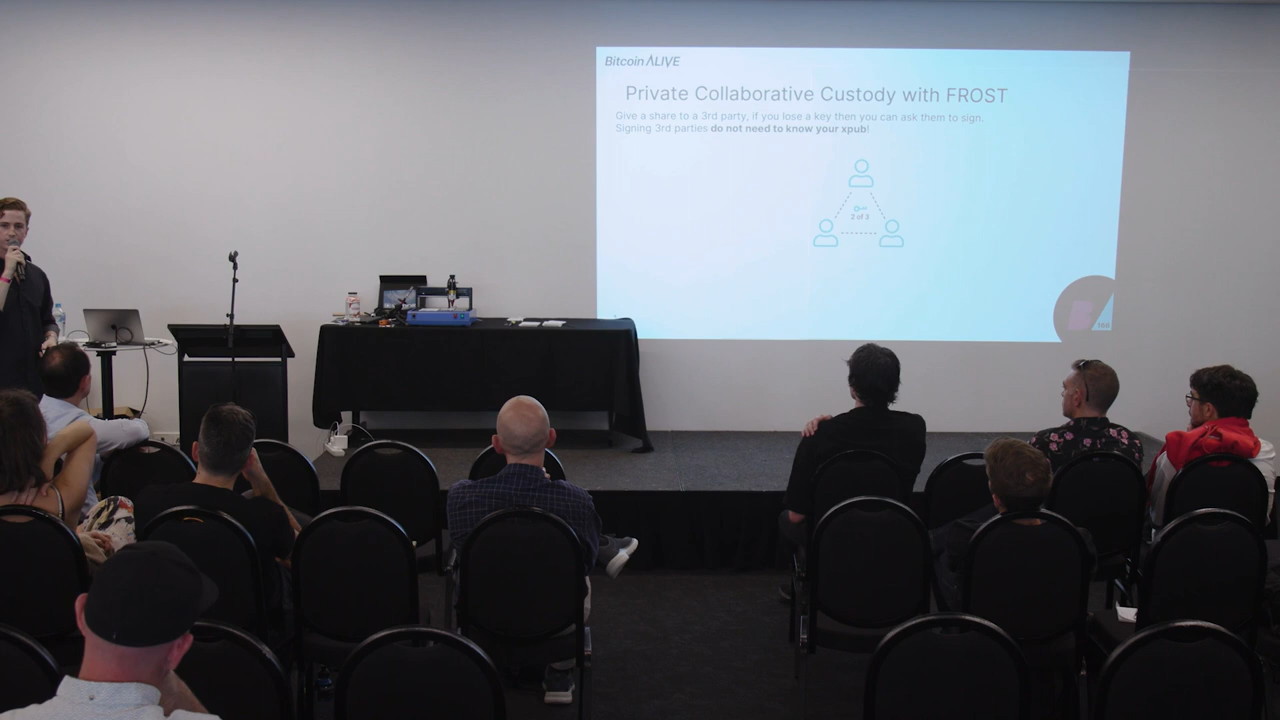 Bitcoin ALIVE
Private Collaborative Custody with FROST
Give a share to a 3rd party, if you lose a key then you can ask them to sign.
Signing 3rd parties do not need to know your xpub!
2 of 3